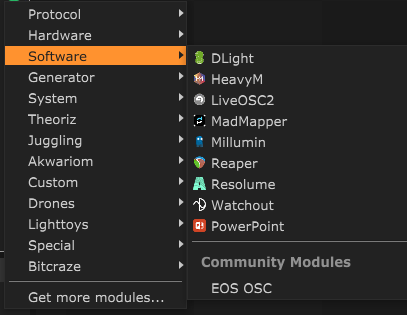 Protocol
Hardware
Software
Generator
System
Theoriz
Juggling
Akwariom
Custom
Drones
Lighttoys
Special
Bitcraze
Get more modules...
DLight
HeavyM
LiveOSC2
MadMapper
Millumin
Reaper
Resolume
Watchout
PowerPoint
Community Modules
EOS OSC